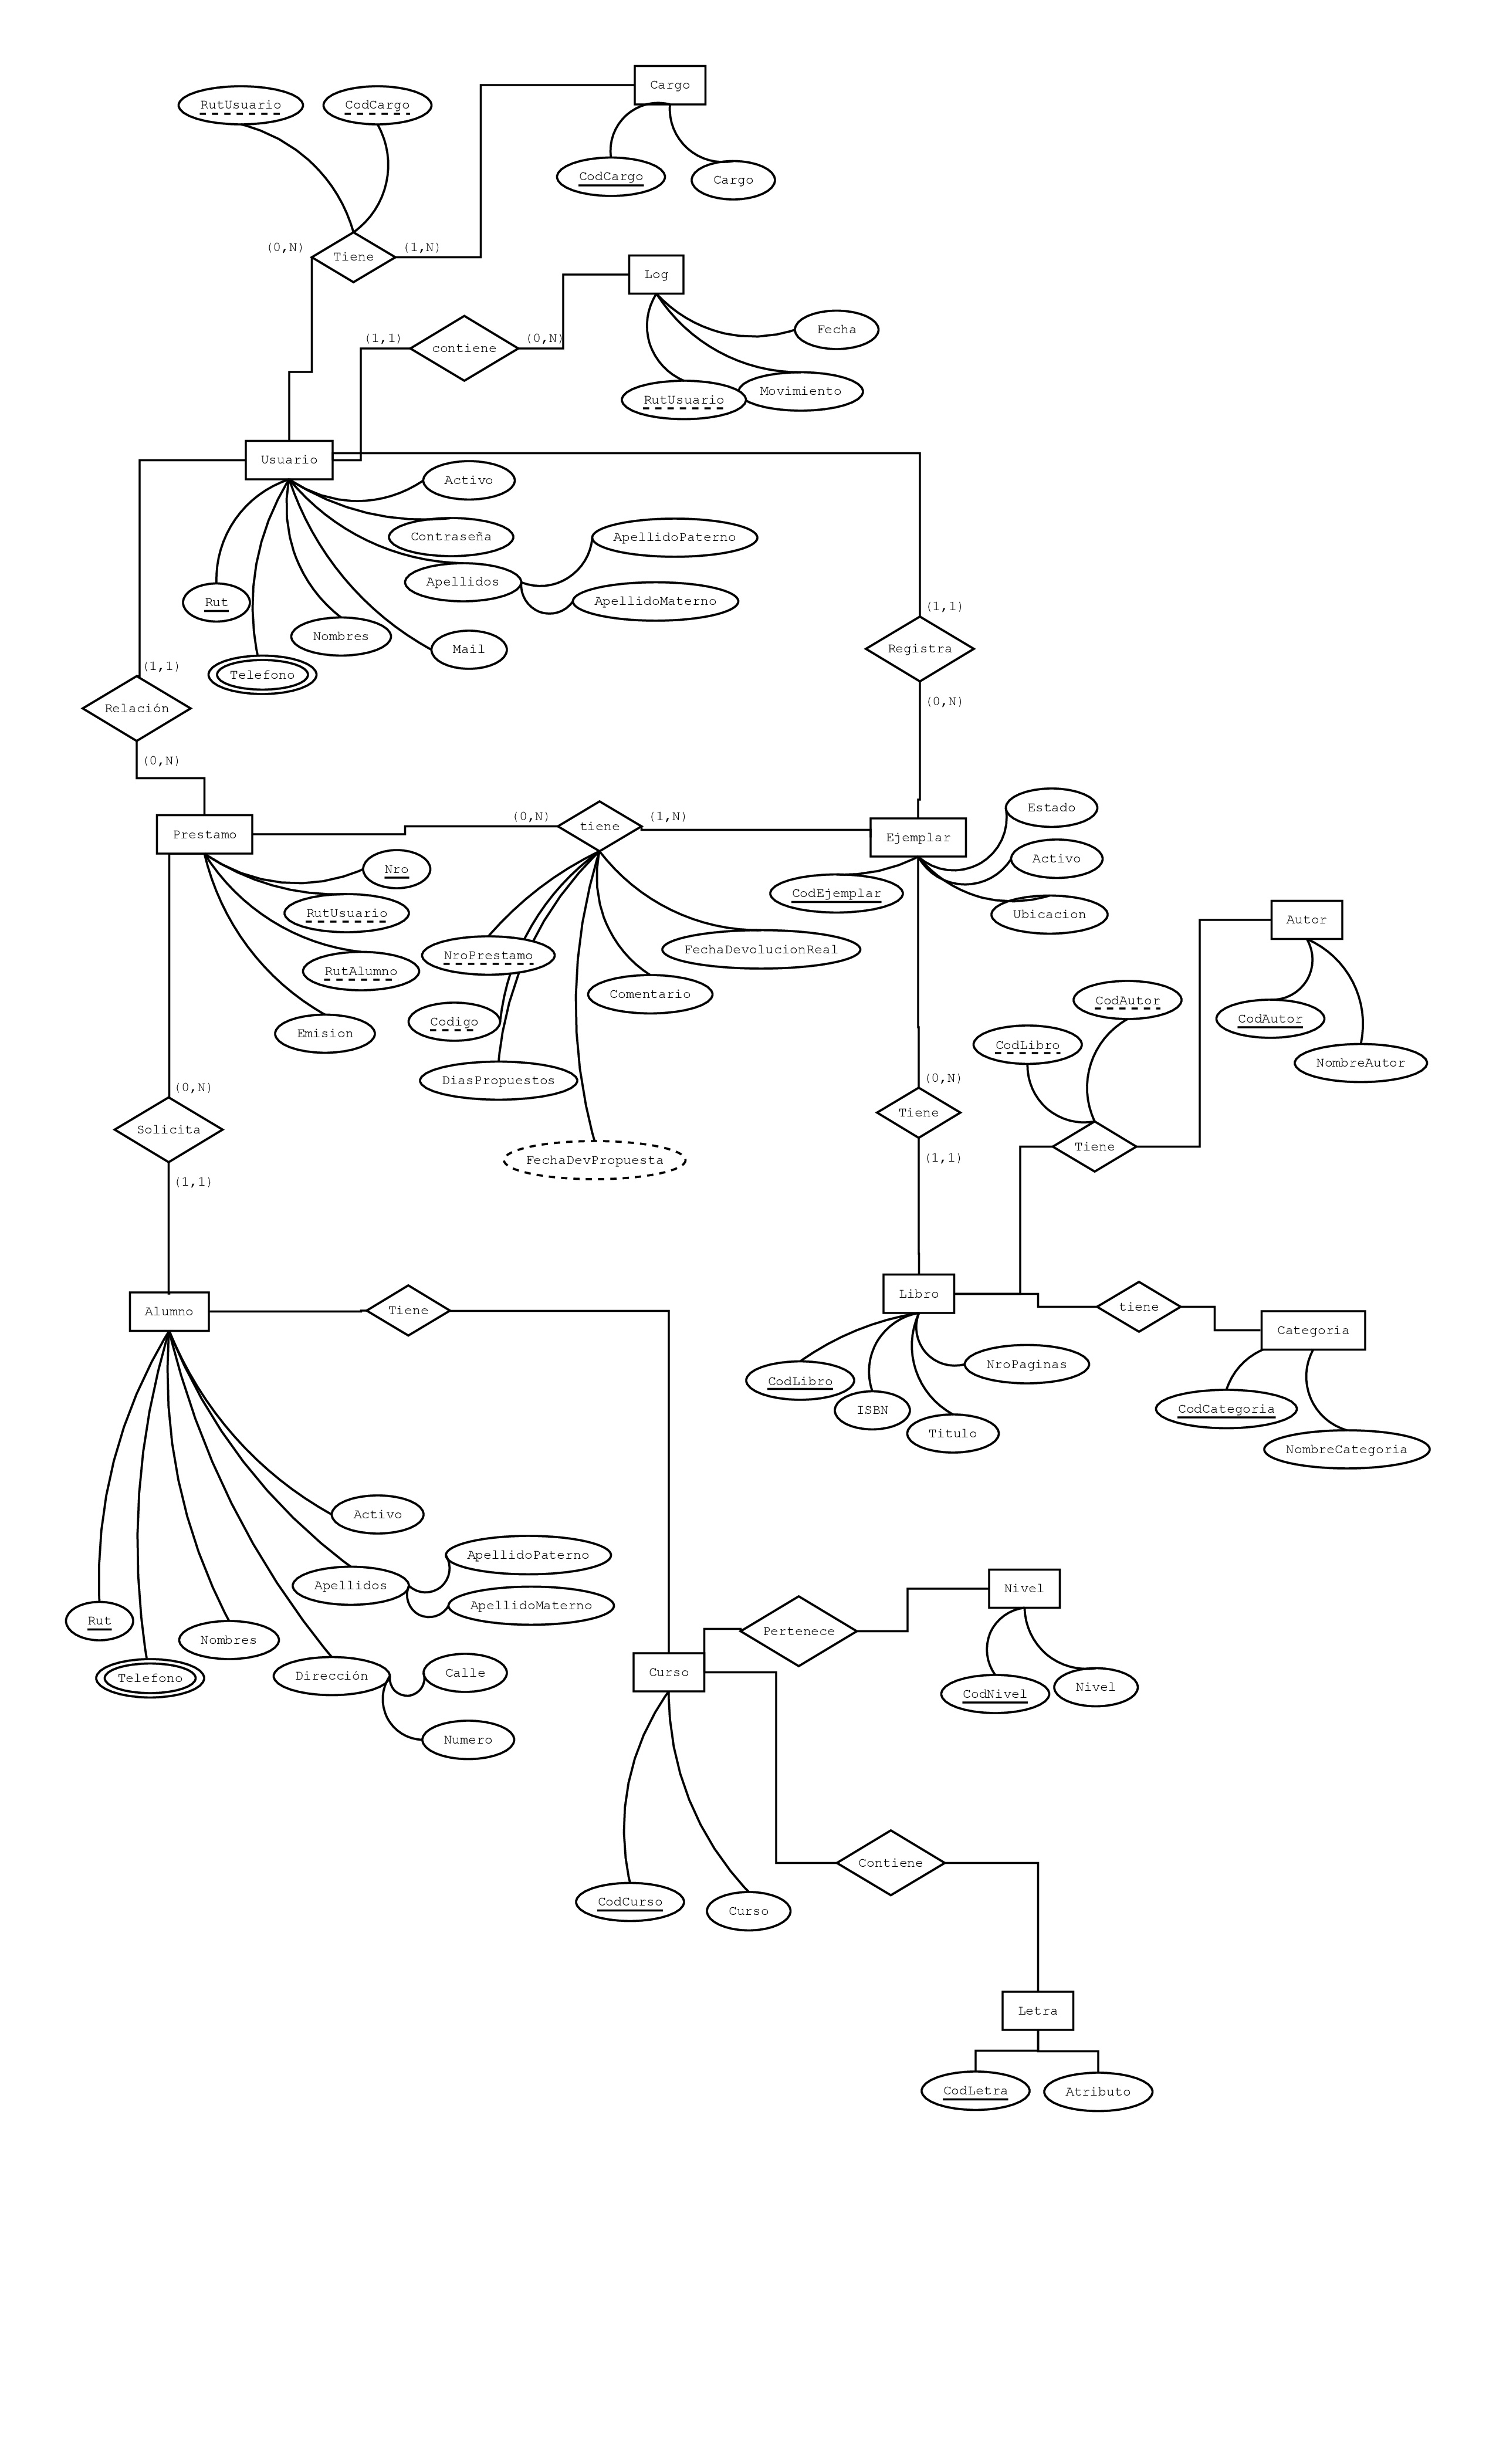 Cargo
RutUsuario
CodCargo
CodCargo
Cargo
(0,N)
Tiene
(1,N)
Log
Fecha
(1,1)
contiene
(0,N)
Movimiento
RutUsuario
Usuario
Activo
Contraseña
ApellidoPaterno
Apellidos
ApellidoMaterno
Rut
Nombres
Mail
Telefono
(1,1)
Registra
(0,N)
(1,1)
Relación
(0,N)
Prestamo
(0,N)
tiene
(1,N)
Ejemplar
Estado
Activo
CodEjemplar
Ubicacion
Nro
RutUsuario
RutAlumno
Emision
NroPrestamo
FechaDevolucionReal
Comentario
Codigo
DiasPropuestos
FechaDevPropuesta
Autor
CodAutor
NombreAutor
CodAutor
CodLibro
Tiene
(0,N)
Tiene
(1,1)
(0,N)
Solicita
(1,1)
Alumno
Tiene
Libro
tiene
Categoria
CodLibro
ISBN
Titulo
NroPaginas
CodCategoria
NombreCategoria
Activo
ApellidoPaterno
Apellidos
ApellidoMaterno
Rut
Nombres
Telefono
Dirección
Calle
Numero
Nivel
Pertenece
Curso
CodNivel
Nivel
Contiene
CodCurso
Curso
Letra
CodLetra
Atributo